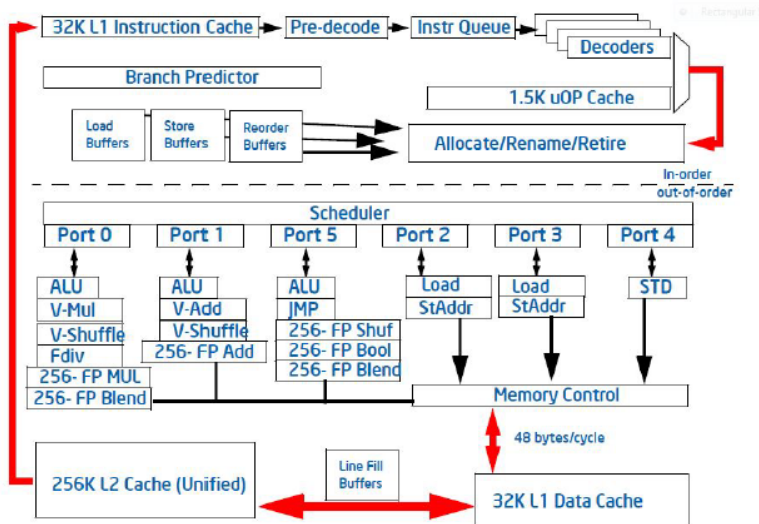 Rectangular
32K L1 Instruction Cache
Pre-decode
Instr Queue
Decoders
Branch Predictor
1.5K uOP Cache
Load
Buffers
Store
Buffers
Reorder
Buffers
Allocate/Rename/Retire
In-order
out-of-order
Scheduler
Port 0
Port 1
Port 5
Port 2
Port 3
Port 4
ALU
V-Mul
V-Shuffle
Fdiv
256- FP MUL
256- FP Blend
ALU
V-Add
V-Shuffle
256- FP Add
ALU
JMP
256- FP Shuf
256- FP Bool
256- FP Blend
Load
StAddr
Load
StAddr
STD
Memory Control
48 bytes/cycle
256K L2 Cache (Unified)
Line Fill
Buffers
32K L1 Data Cache